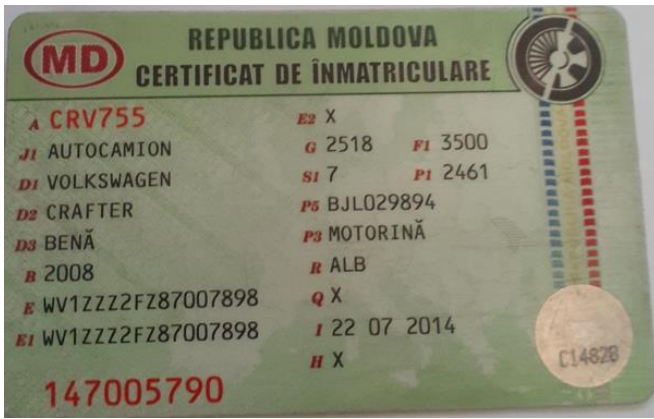 MD
REPUBLICA MOLDOVA
CERTIFICAT DE ÎNMATRICULARE
A CRV755
J1 AUTOCAMION
D1 VOLKSWAGEN
D2 CRAFTER
D3 BENĂ
B 2008
E WV1ZZZ2FZ87007898
E1 WV1ZZZ2FZ87007898
147005790
E2 X
G 2518 F1 3500
S1 7 P1 2461
P5 BJL029894
P3 MOTORINĂ
R ALB
Q X
I 22 07 2014
H X